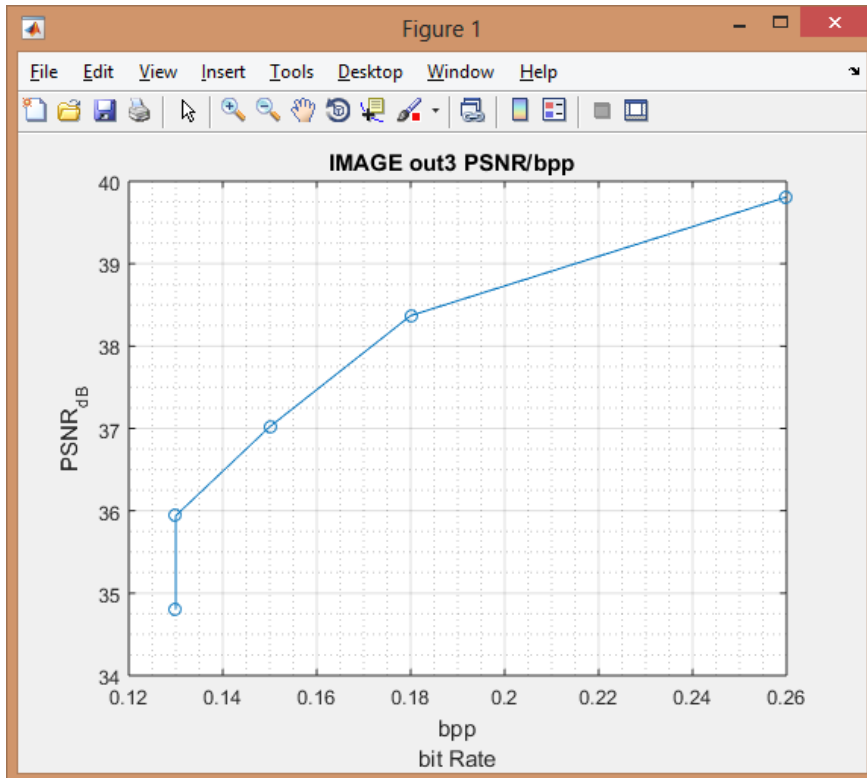 Figure 1
File Edit View Insert Tools Desktop Window Help
IMAGE out3 PSNR/bpp
40
39
38
37
36
35
34
PSNR_dB
0.12 0.14 0.16 0.18 0.2 0.22 0.24 0.26
bpp
bit Rate